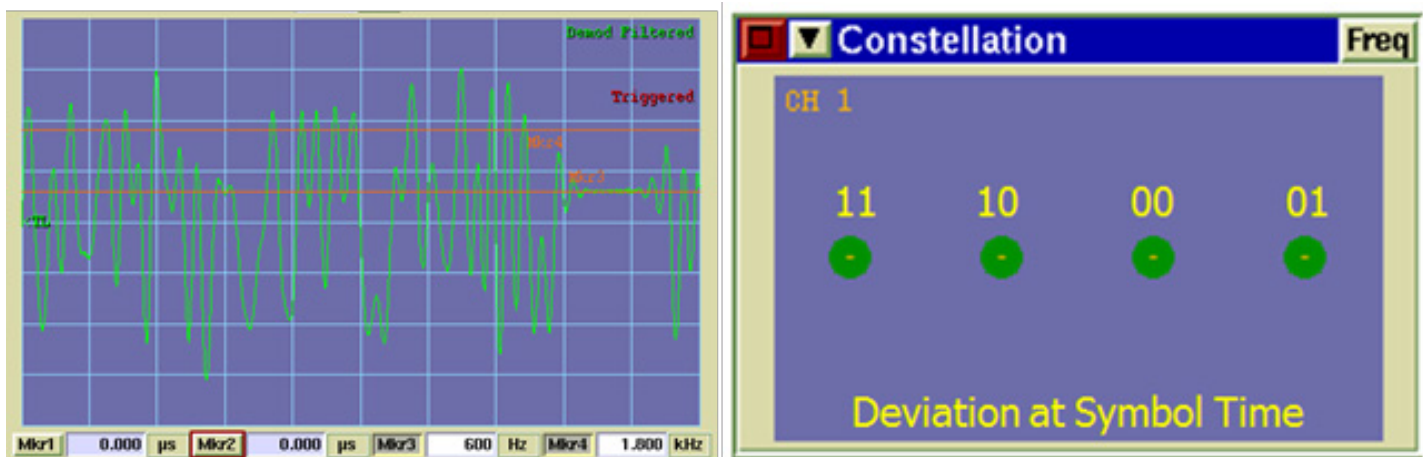 Demod Filtered
Triggered
Mkr4
Mkr3
<TL
Mkr1 0.000 µs Mkr2 0.000 µs Mkr3 600 Hz Mkr4 1.800 kHz
Constellation Freq
CH 1
11 10 00 01
Deviation at Symbol Time